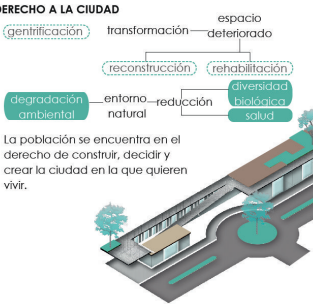 DERECHO A LA CIUDAD
espacio
gentrificación transformación deteriorado
reconstrucción rehabilitación
degradación ambiental
entorno natural
reducción
diversidad biológica
salud
La población se encuentra en el
derecho de construir, decidir y
crear la ciudad en la que quieren
vivir.